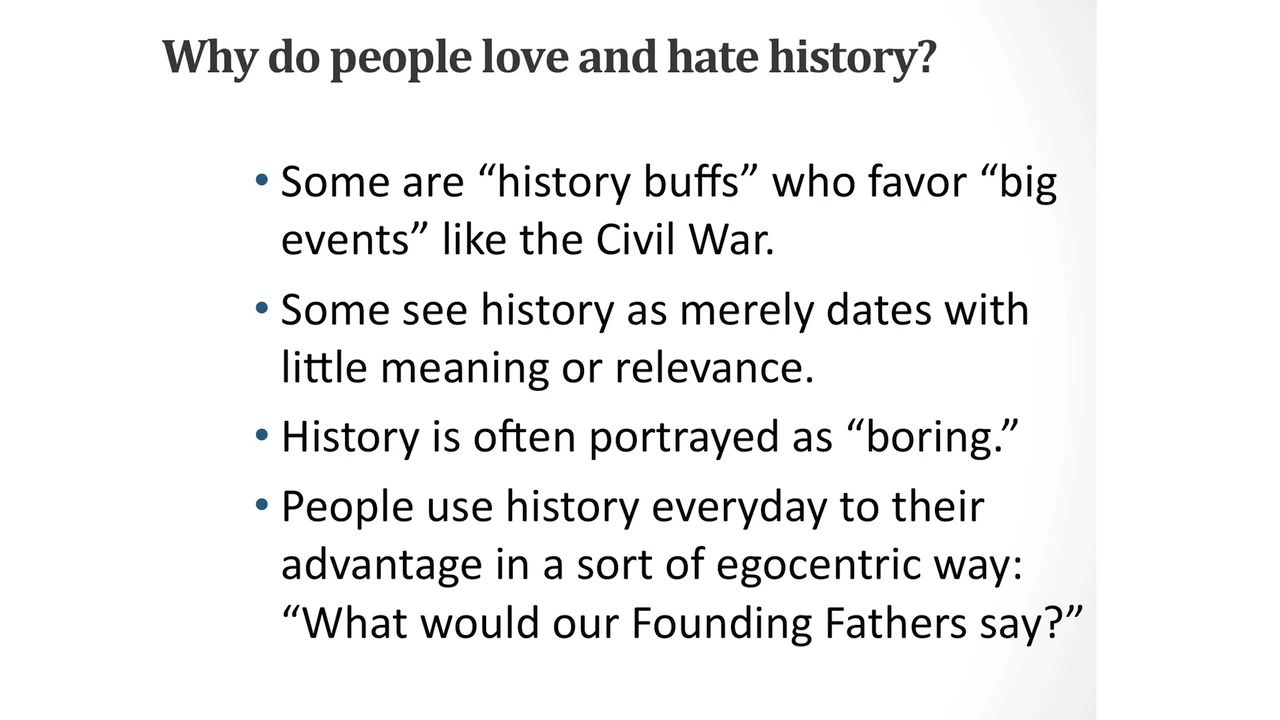 Why do people love and hate history?
• Some are “history buffs” who favor “big
events” like the Civil War.
• Some see history as merely dates with
little meaning or relevance.
• History is often portrayed as “boring.”
• People use history everyday to their
advantage in a sort of egocentric way:
“What would our Founding Fathers say?”